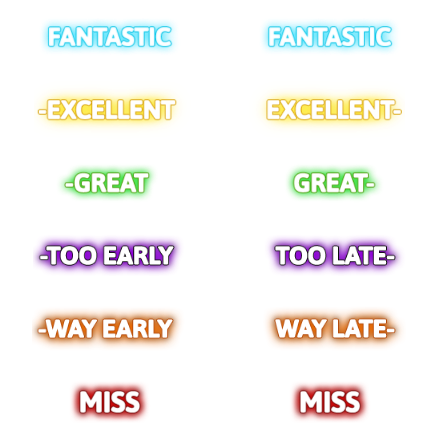 FANTASTIC FANTASTIC
-EXCELLENT EXCELLENT-
-GREAT GREAT-
-TOO EARLY TOO LATE-
-WAY EARLY WAY LATE-
MISS MISS